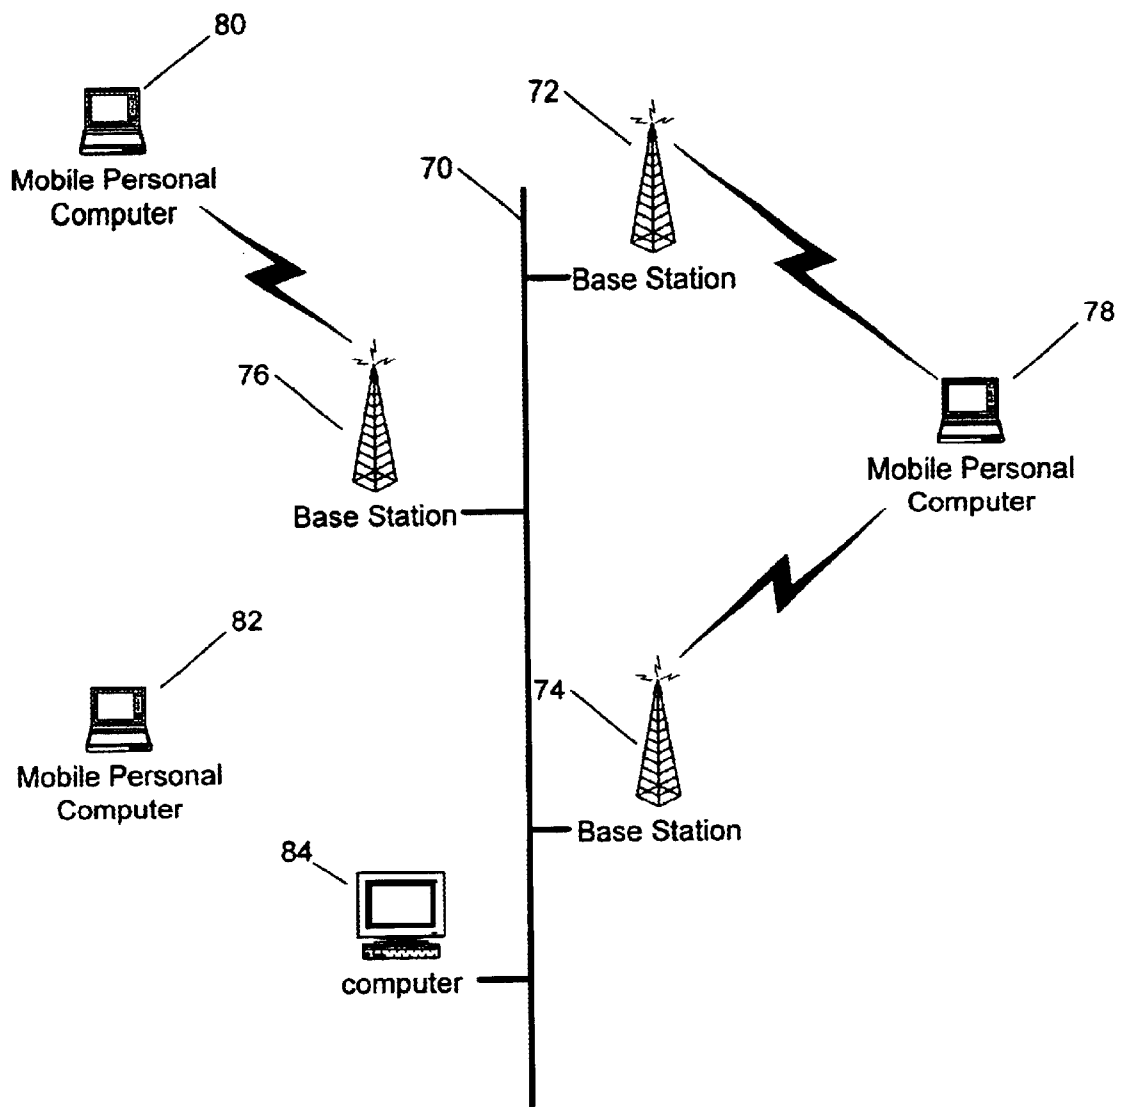 80
Mobile Personal
Computer
72
70
Base Station
78
Mobile Personal
Computer
76
Base Station
82
Mobile Personal
Computer
74
Base Station
84
computer